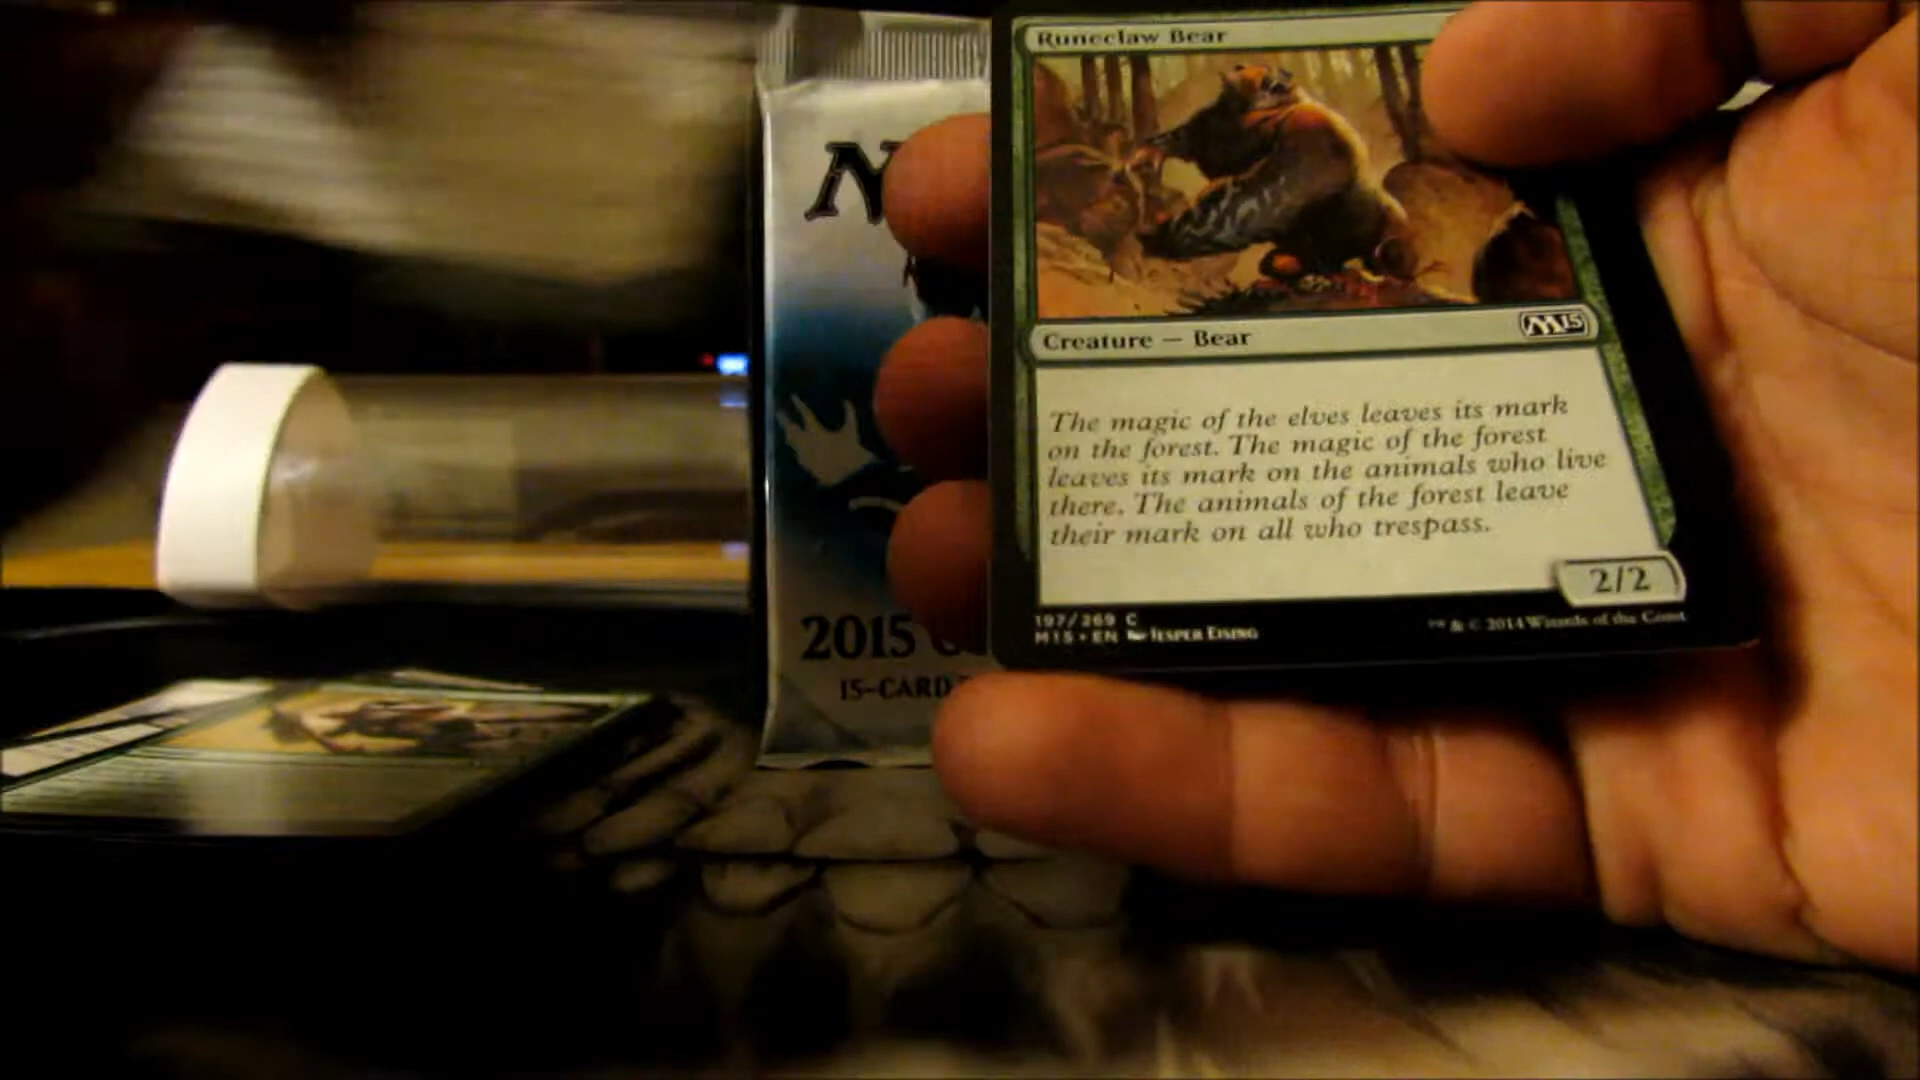 Runeclaw Bear
Creature — Bear
M15
The magic of the elves leaves its mark
on the forest. The magic of the forest
leaves its mark on the animals who live
there. The animals of the forest leave
their mark on all who trespass.
2/2
197/269 C
M15 • EN Jesper Ejsing
™ & © 2014 Wizards of the Coast
2015
15-CARD